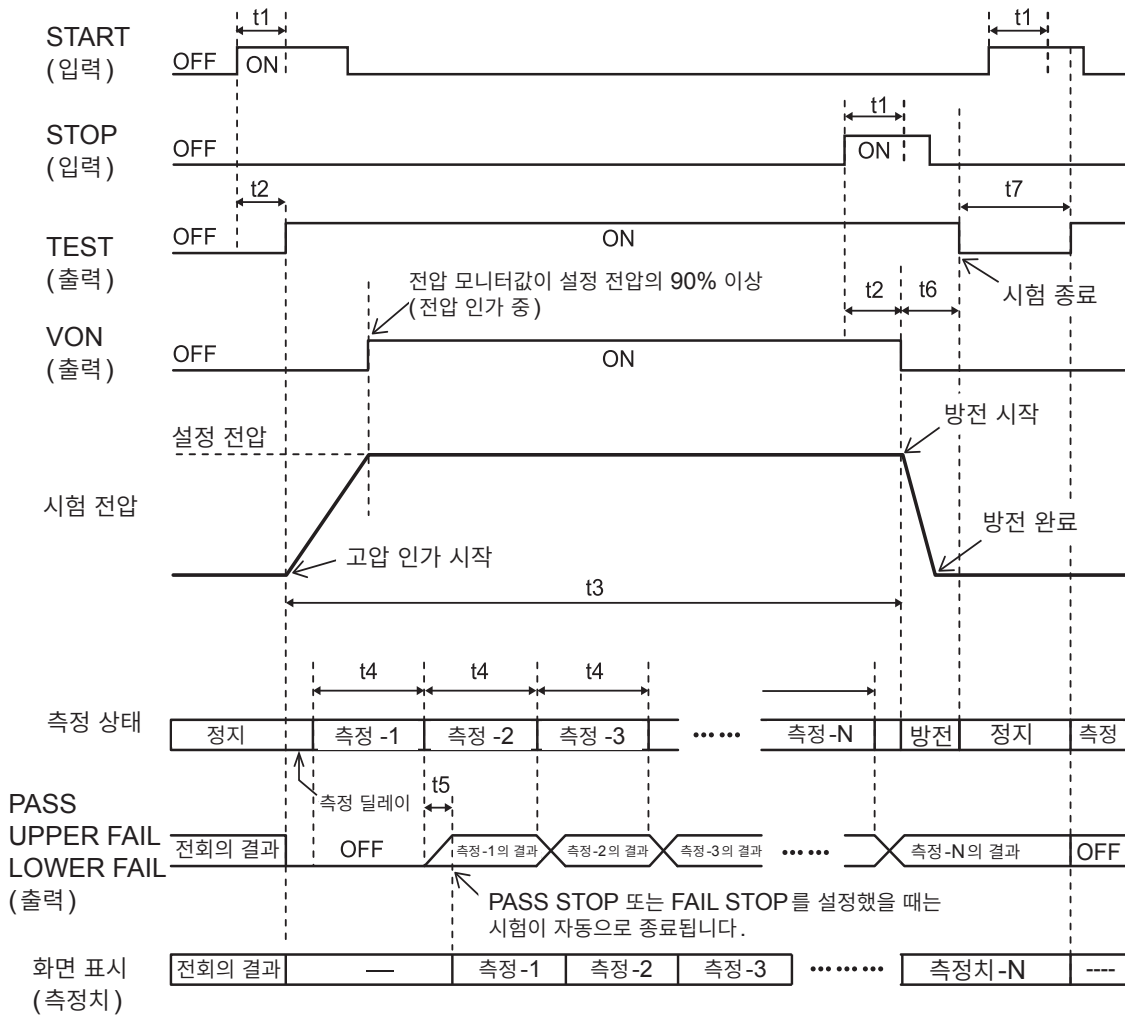 t1
t1
START
(입력)
OFF
ON
t1
STOP
(입력)
OFF
ON
t2
t7
TEST
(출력)
OFF
ON
전압 모니터값이 설정 전압의 90% 이상
(전압 인가 중)
t2
t6
시험 종료
VON
(출력)
OFF
ON
설정 전압
방전 시작
시험 전압
고압 인가 시작
방전 완료
t3
t4
t4
t4
측정 상태
정지
측정 -1
측정 -2
측정 -3
……
측정-N
방전
정지
측정
측정 딜레이
t5
PASS
UPPER FAIL
LOWER FAIL
(출력)
전회의 결과
OFF
측정-1의 결과
측정-2의 결과
측정-3의 결과
……
측정-N의 결과
OFF
PASS STOP 또는 FAIL STOP를 설정했을 때는
시험이 자동으로 종료됩니다.
화면 표시
(측정치)
전회의 결과
—
측정-1
측정-2
측정-3
………
측정치-N
----